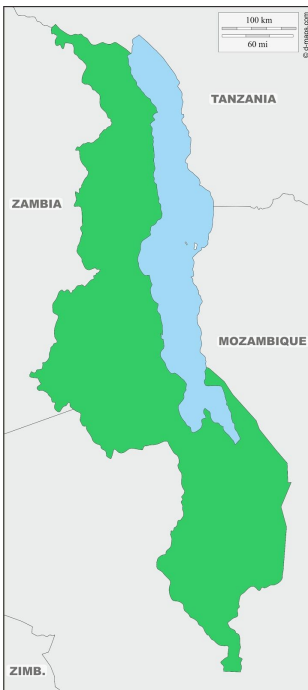 100 km
60 mi
© d-maps.com
TANZANIA
ZAMBIA
MOZAMBIQUE
ZIMB.